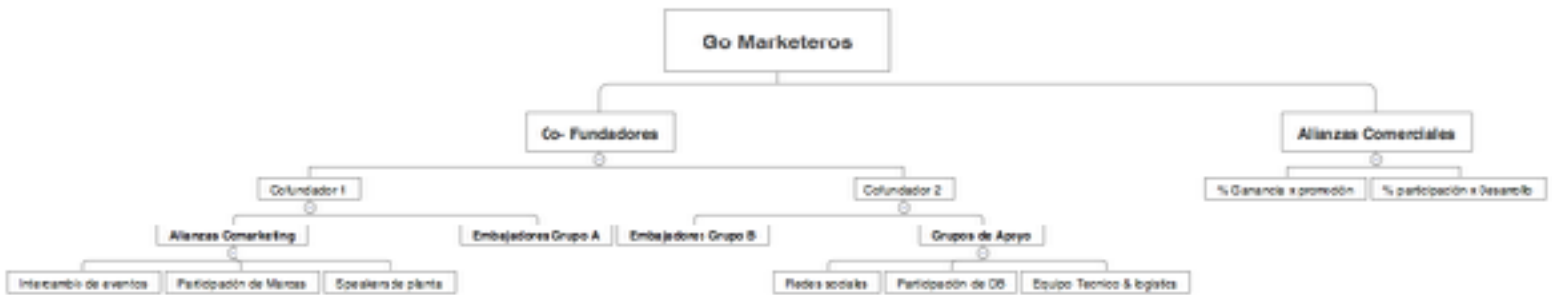 Go Marketeros
Co- Fundadores
Alianzas Comerciales
Cofundador 1
Cofundador 2
% Ganancia x promoción
% participación x Desarrollo
Alianzas Comarketing
Embajadores Grupo A
Embajadores Grupo B
Grupos de Apoyo
Intercambio de eventos
Participación de Marcas
Speakers de planta
Redes sociales
Participación de DB
Equipo Tecnico & logistica